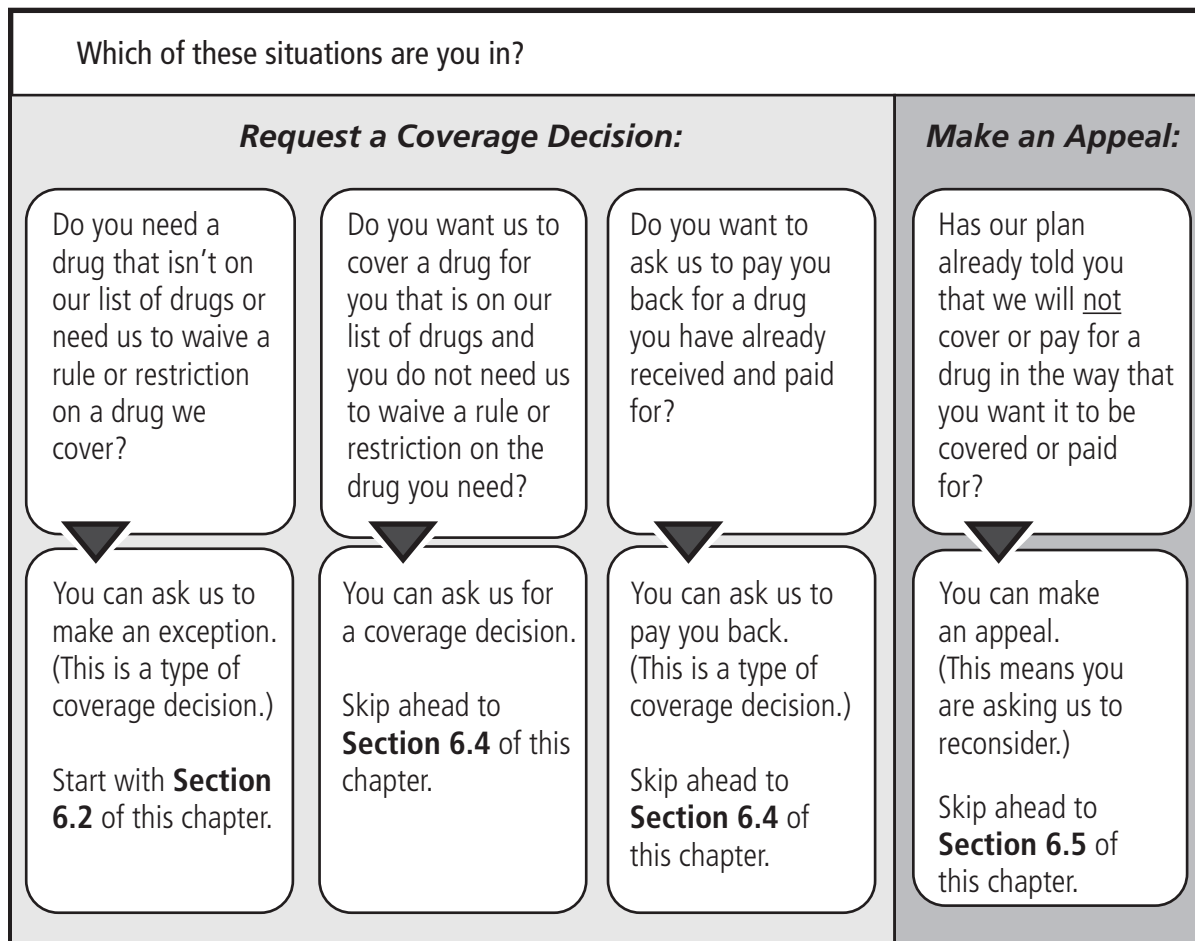 Which of these situations are you in?
Request a Coverage Decision:
Make an Appeal:
Do you need a
drug that isn't on
our list of drugs or
need us to waive a
rule or restriction
on a drug we
cover?
Do you want us to
cover a drug for
you that is on our
list of drugs and
you do not need us
to waive a rule or
restriction on the
drug you need?
Do you want to
ask us to pay you
back for a drug
you have already
received and paid
for?
Has our plan
already told you
that we will not
cover or pay for a
drug in the way that
you want it to be
covered or paid
for?
You can ask us to
make an exception.
(This is a type of
coverage decision.)
Start with Section
6.2 of this chapter.
You can ask us for
a coverage decision.
Skip ahead to
Section 6.4 of this
chapter.
You can ask us to
pay you back.
(This is a type of
coverage decision.)
Skip ahead to
Section 6.4 of
this chapter.
You can make
an appeal.
(This means you
are asking us to
reconsider.)
Skip ahead to
Section 6.5 of
this chapter.